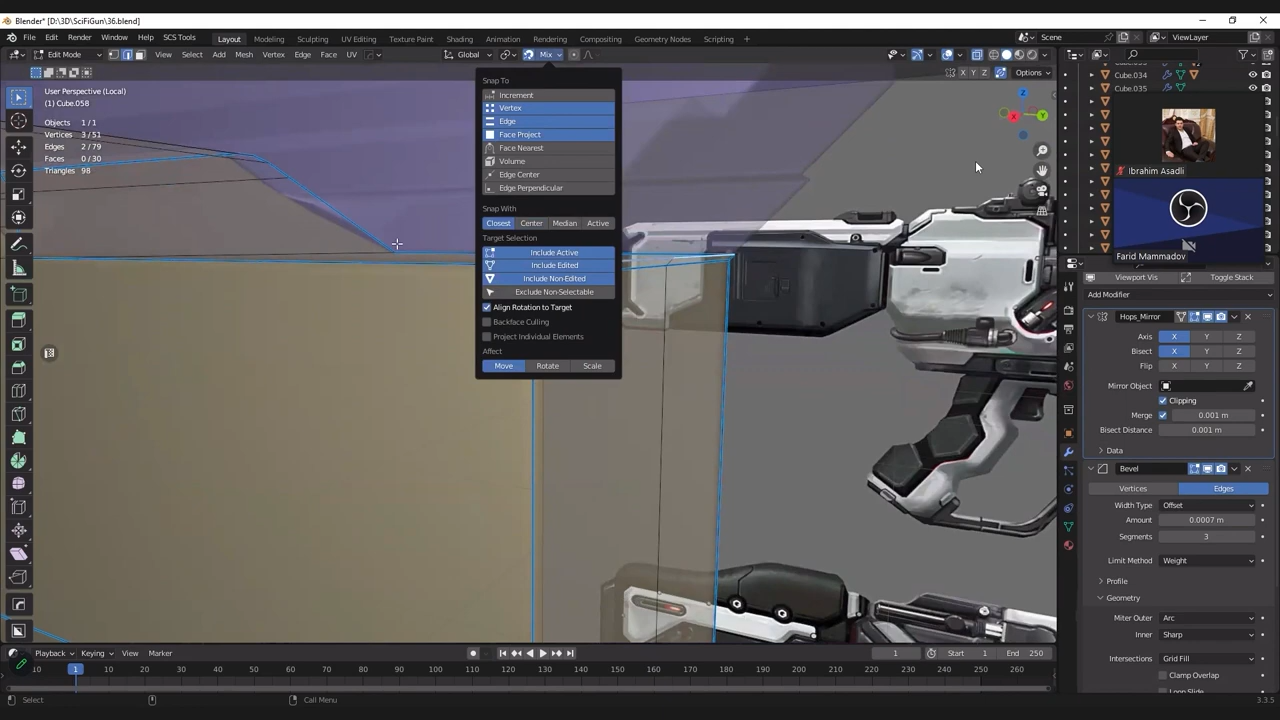 Blender* [D:\3D\SciFiGun\36.blend]
File Edit Render Window Help SCS Tools Layout Modeling Sculpting UV Editing Texture Paint Shading Animation Rendering Compositing Geometry Nodes Scripting + Scene ViewLayer
Edit Mode View Select Add Mesh Vertex Edge Face UV Global Mix
X Y Z Options
User Perspective (Local)
(1) Cube.058
Objects 1/1
Vertices 3/51
Edges 2/79
Faces 0/30
Triangles 98
Snap To
Increment
Vertex
Edge
Face Project
Face Nearest
Volume
Edge Center
Edge Perpendicular
Snap With
Closest Center Median Active
Target Selection
Include Active
Include Edited
Include Non-Edited
Exclude Non-Selectable
Align Rotation to Target
Backface Culling
Project Individual Elements
Affect
Move Rotate Scale
X Y Z
Cube.034
Cube.035
Ibrahim Asadli
Farid Mammadov
Viewport Vis Toggle Stack
Add Modifier
Hops_Mirror
Axis X Y Z
Bisect X Y Z
Flip X Y Z
Mirror Object
Clipping
Merge 0.001 m
Bisect Distance 0.001 m
Data
Bevel
Vertices Edges
Width Type Offset
Amount 0.0007 m
Segments 3
Limit Method Weight
Profile
Geometry
Miter Outer Arc
Inner Sharp
Intersections Grid Fill
Clamp Overlap
Loop Slide
Playback Keying View Marker 1 Start 1 End 250
10 1 20 30 40 50 60 70 80 90 100 110 120 130 140 150 160 170 180 190 200 210 220 230 240 250 260
Select Call Menu 3.3.5